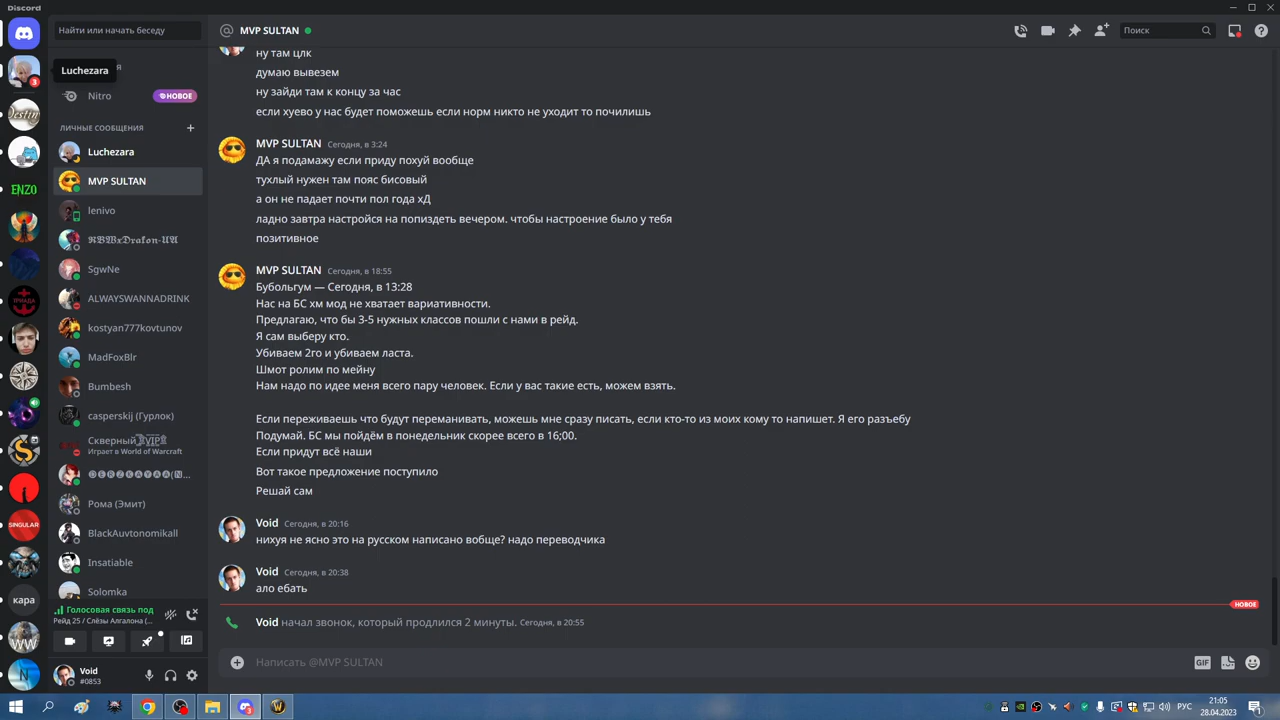 Discord
Найти или начать беседу
MVP SULTAN
Поиск
Luchezara
Я
3
Nitro
НОВОЕ
ЛИЧНЫЕ СООБЩЕНИЯ
Luchezara
MVP SULTAN
lenivo
SgwNe
ALWAYSWANNADRINK
kostyan777kovtunov
MadFoxBlr
Bumbesh
casperskij (Гурлок)
Скверный VIP
Играет в World of Warcraft
Рома (Эмит)
BlackAuvtonomikall
Insatiable
Solomka
Голосовая связь под
Рейд 25 / Слёзы Алгалона (...
Void
#0853
ENZO
ТРИАДА
SINGULAR
кара
ну там цлк
думаю вывезем
ну зайди там к концу за час
если хуево у нас будет поможешь если норм никто не уходит то почилишь
MVP SULTAN Сегодня, в 3:24
ДА я подамажу если приду похуй вообще
тухлый нужен там пояс бисовый
а он не падает почти пол года хД
ладно завтра настройся на попиздеть вечером. чтобы настроение было у тебя
позитивное
MVP SULTAN Сегодня, в 18:55
Бубольгум — Сегодня, в 13:28
Нас на БС хм мод не хватает вариативности.
Предлагаю, что бы 3-5 нужных классов пошли с нами в рейд.
Я сам выберу кто.
Убиваем 2го и убиваем ласта.
Шмот ролим по мейну
Нам надо по идее меня всего пару человек. Если у вас такие есть, можем взять.
Если переживаешь что будут переманивать, можешь мне сразу писать, если кто-то из моих кому то напишет. Я его разъебу
Подумай. БС мы пойдём в понедельник скорее всего в 16;00.
Если придут всё наши
Вот такое предложение поступило
Решай сам
Void Сегодня, в 20:16
нихуя не ясно это на русском написано вобще? надо переводчика
Void Сегодня, в 20:38
ало ебать
НОВОЕ
Void начал звонок, который продлился 2 минуты. Сегодня, в 20:55
Написать @MVP SULTAN
GIF
РУС
21:05
28.04.2023